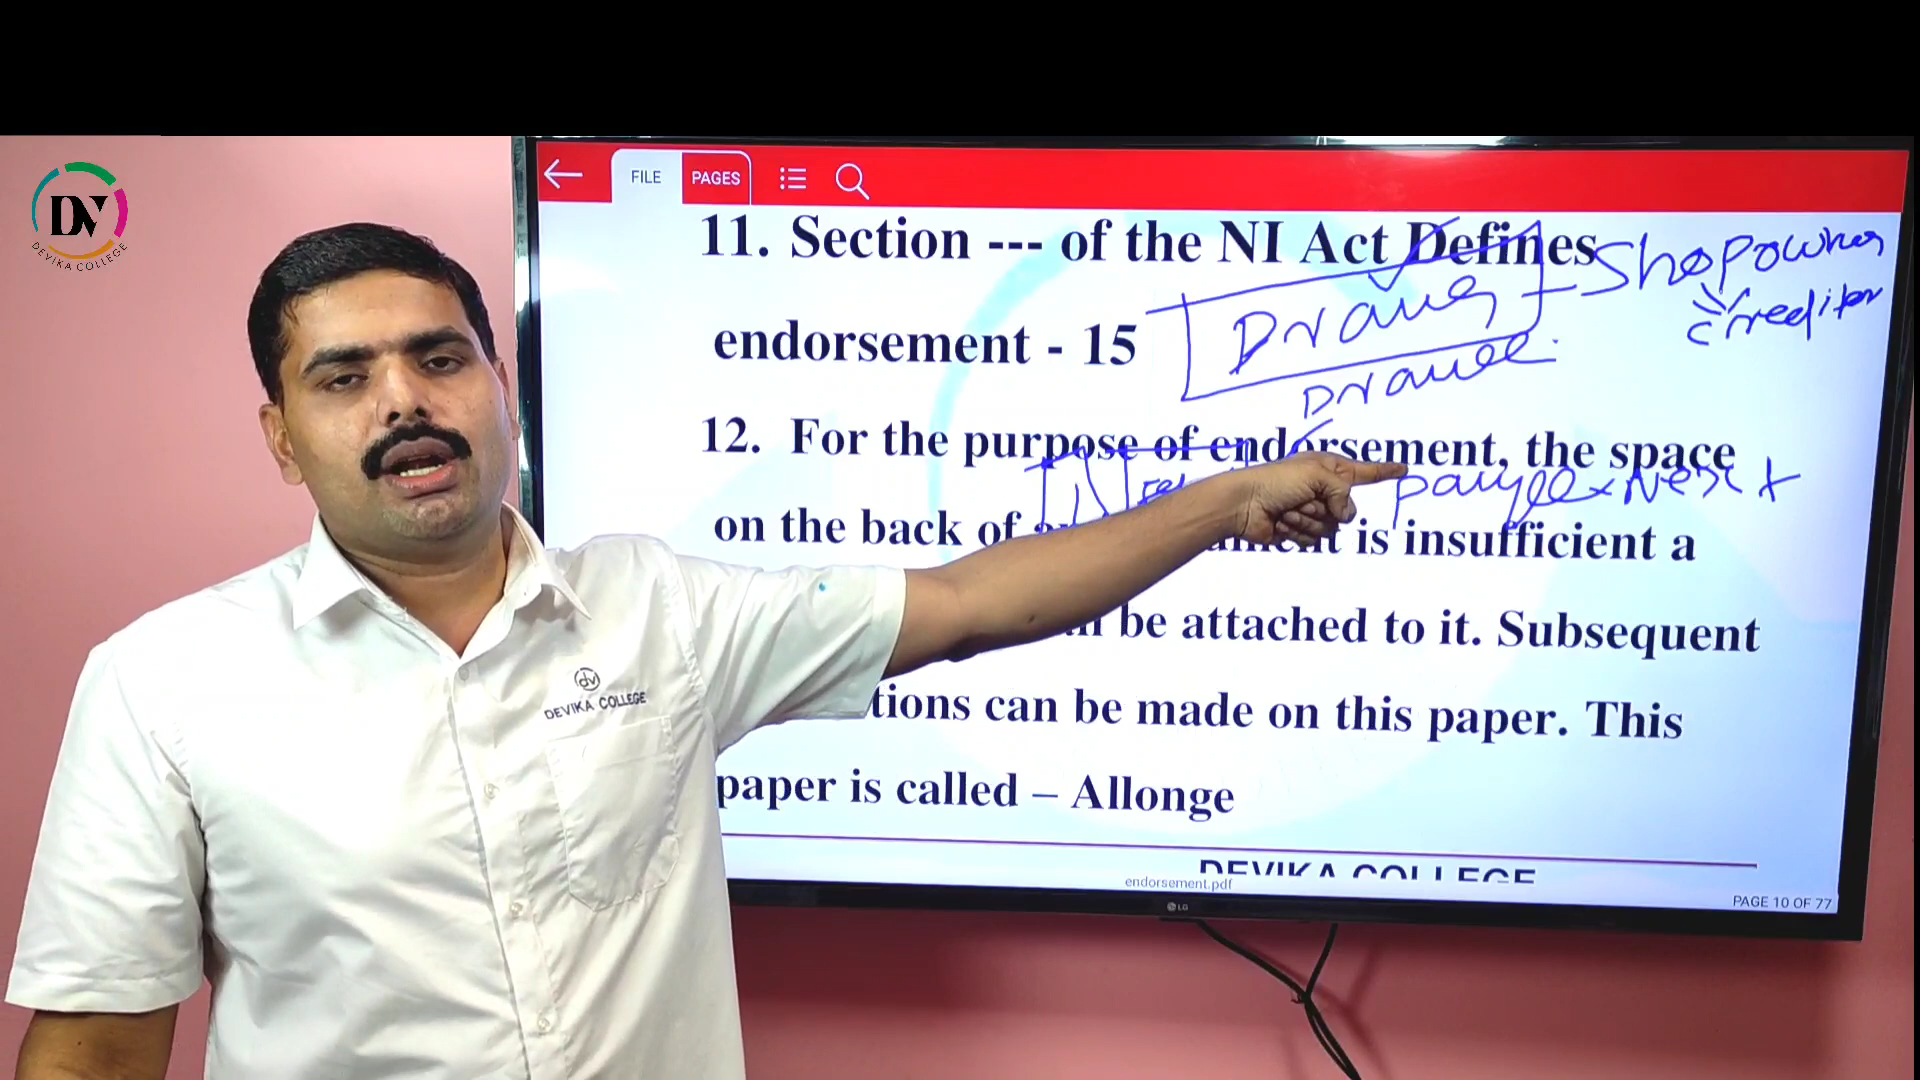 DV
DEVIKA COLLEGE
FILE
PAGES
11. Section --- of the NI Act Defines
Shopowner
Creditor
Drawer
endorsement - 15
Drawee
12. For the purpose of endorsement, the space
payee Next
on the back of is insufficient a
be attached to it. Subsequent
tions can be made on this paper. This
paper is called – Allonge
DEVIKA COLLEGE
endorsement.pdf
PAGE 10 OF 77
LG
dv
DEVIKA COLLEGE